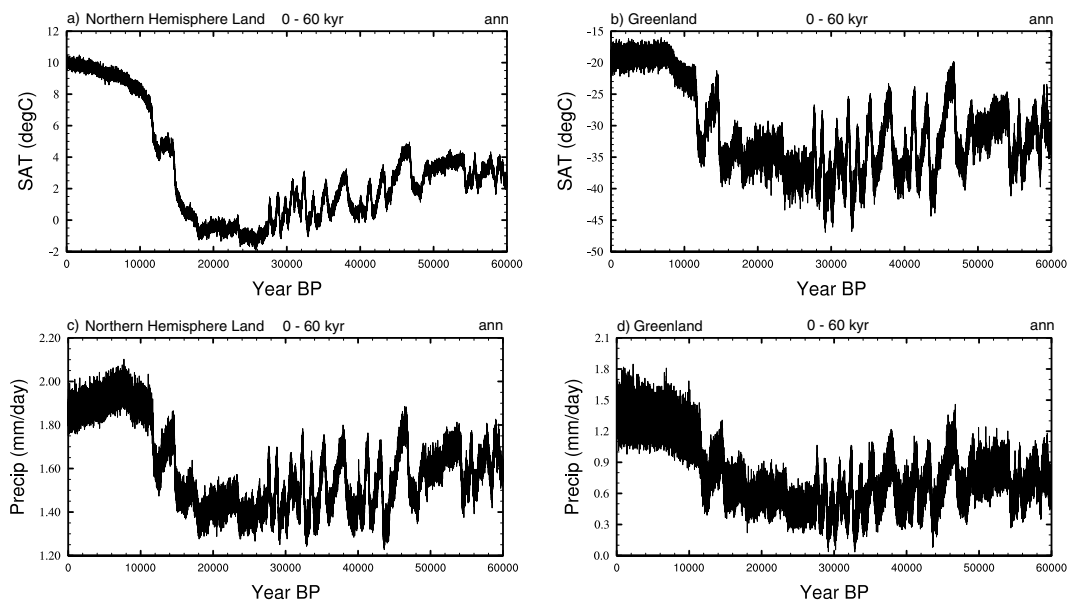 a) Northern Hemisphere Land 0 - 60 kyr ann
12
10
8
6
4
2
0
-2
SAT (degC)
0 10000 20000 30000 40000 50000 60000
Year BP
b) Greenland 0 - 60 kyr ann
-15
-20
-25
-30
-35
-40
-45
-50
SAT (degC)
0 10000 20000 30000 40000 50000 60000
Year BP
c) Northern Hemisphere Land 0 - 60 kyr ann
2.20
2.00
1.80
1.60
1.40
1.20
Precip (mm/day)
0 10000 20000 30000 40000 50000 60000
Year BP
d) Greenland 0 - 60 kyr ann
2.1
1.8
1.5
1.2
0.9
0.6
0.3
0.0
Precip (mm/day)
0 10000 20000 30000 40000 50000 60000
Year BP